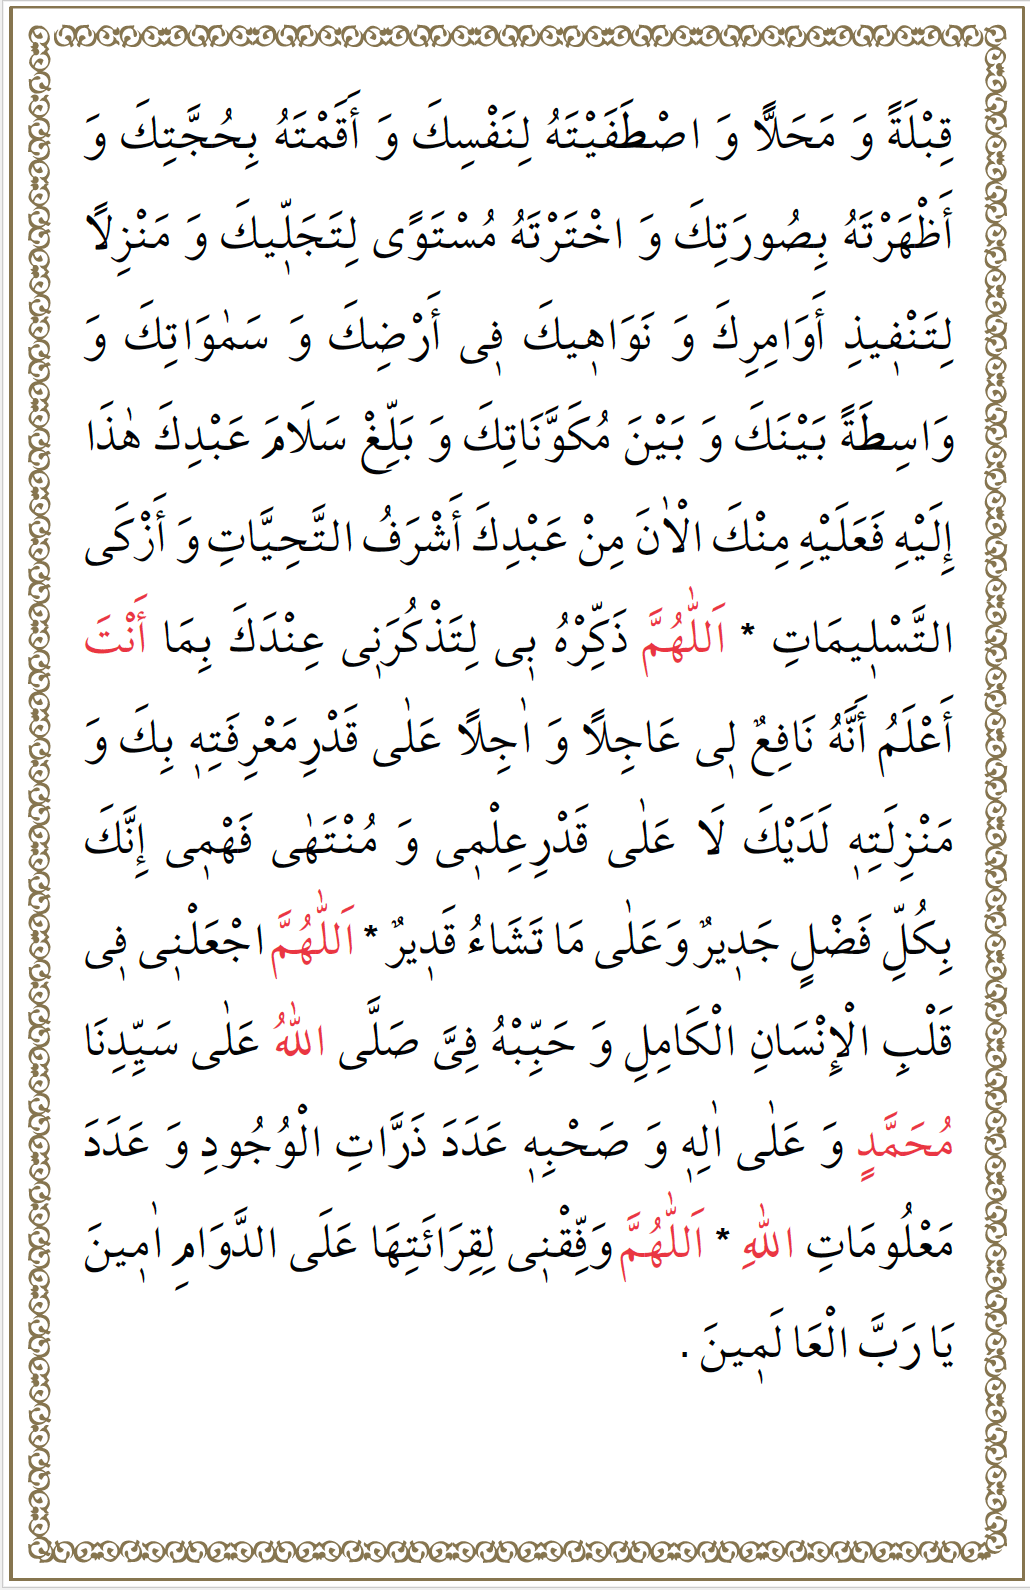 قِبْلَةً وَ مَحَلًّا وَ اصْطَفَيْتَهُ لِنَفْسِكَ وَ أَقَمْتَهُ بِحُجَّتِكَ وَ
أَظْهَرْتَهُ بِصُورَتِكَ وَ اخْتَرْتَهُ مُسْتَوًى لِتَجَلّٖيكَ وَ مَنْزِلًا
لِتَنْفٖيذِ أَوَامِرِكَ وَ نَوَاهٖيكَ فٖى أَرْضِكَ وَ سَمٰوَاتِكَ وَ
وَاسِطَةً بَيْنَكَ وَ بَيْنَ مُكَوَّنَاتِكَ وَ بَلِّغْ سَلَامَ عَبْدِكَ هٰذَا
إِلَيْهِ فَعَلَيْهِ مِنْكَ الْاٰنَ مِنْ عَبْدِكَ أَشْرَفُ التَّحِيَّاتِ وَ أَزْكَى
التَّسْلٖيمَاتِ * اَللّٰهُمَّ ذَكِّرْهُ بٖى لِتَذْكُرَنٖى عِنْدَكَ بِمَا أَنْتَ
أَعْلَمُ أَنَّهُ نَافِعٌ لٖى عَاجِلًا وَ اٰجِلًا عَلٰى قَدْرِمَعْرِفَتِهٖ بِكَ وَ
مَنْزِلَتِهٖ لَدَيْكَ لَا عَلٰى قَدْرِعِلْمٖى وَ مُنْتَهٰى فَهْمٖى إِنَّكَ
بِكُلِّ فَضْلٍ جَدٖيرٌ وَعَلٰى مَا تَشَاءُ قَدٖيرٌ * اَللّٰهُمَّ اجْعَلْنٖى فٖى
قَلْبِ الْإِنْسَانِ الْكَامِلِ وَ حَبِّبْهُ فِىَّ صَلَّى اللّٰهُ عَلٰى سَيِّدِنَا
مُحَمَّدٍ وَ عَلٰى اٰلِهٖ وَ صَحْبِهٖ عَدَدَ ذَرَّاتِ الْوُجُودِ وَ عَدَدَ
مَعْلُومَاتِ اللّٰهِ * اَللّٰهُمَّ وَفِّقْنٖى لِقِرَائَتِهَا عَلَى الدَّوَامِ اٰمٖينَ
يَا رَبَّ الْعَا لَمٖينَ .